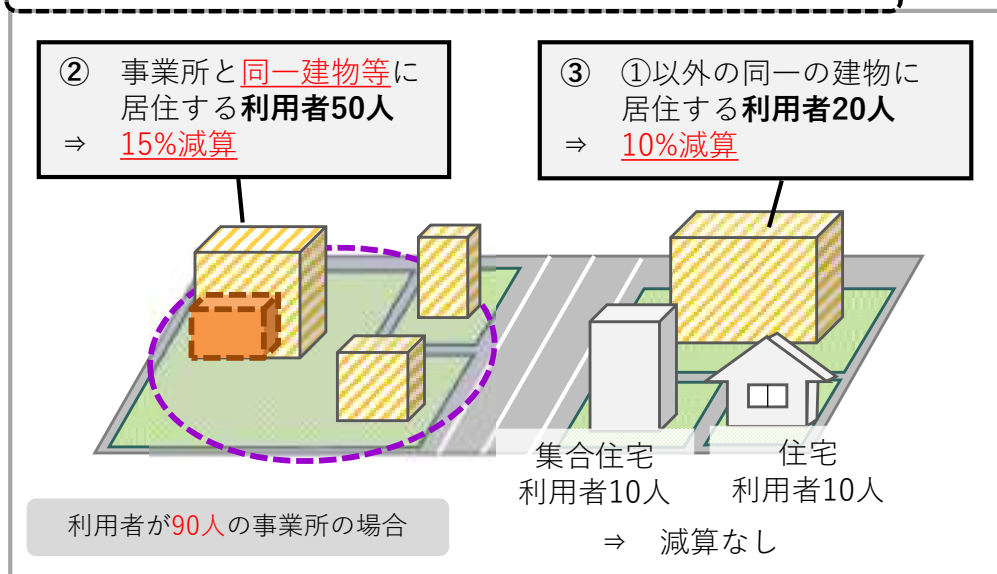 ② 事業所と同一建物等に
居住する利用者50人
⇒ 15%減算
③ ①以外の同一の建物に
居住する利用者20人
⇒ 10%減算
集合住宅
利用者10人
住宅
利用者10人
⇒ 減算なし
利用者が90人の事業所の場合